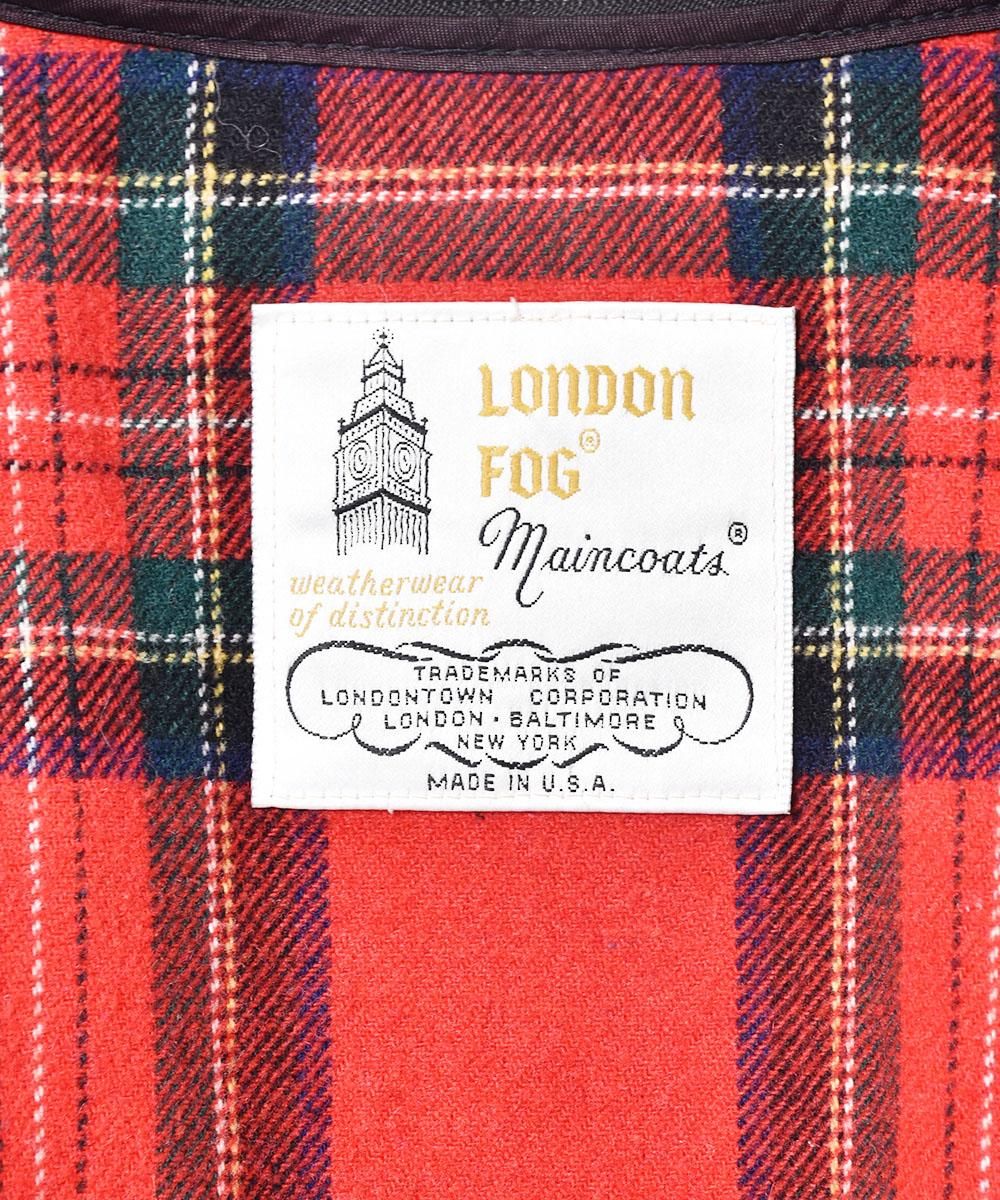 LONDON
FOG®
Maincoats®
weatherwear
of distinction
TRADEMARKS OF
LONDONTOWN CORPORATION
LONDON · BALTIMORE
NEW YORK
MADE IN U.S.A.